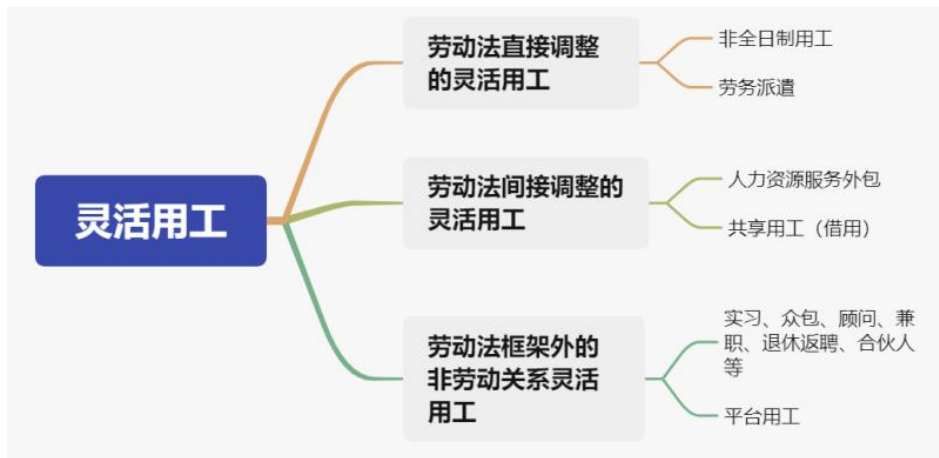 灵活用工
劳动法直接调整
的灵活用工
非全日制用工
劳务派遣
劳动法间接调整的
灵活用工
人力资源服务外包
共享用工（借用）
劳动法框架外的
非劳动关系灵活
用工
实习、众包、顾问、兼
职、退休返聘、合伙人
等
平台用工